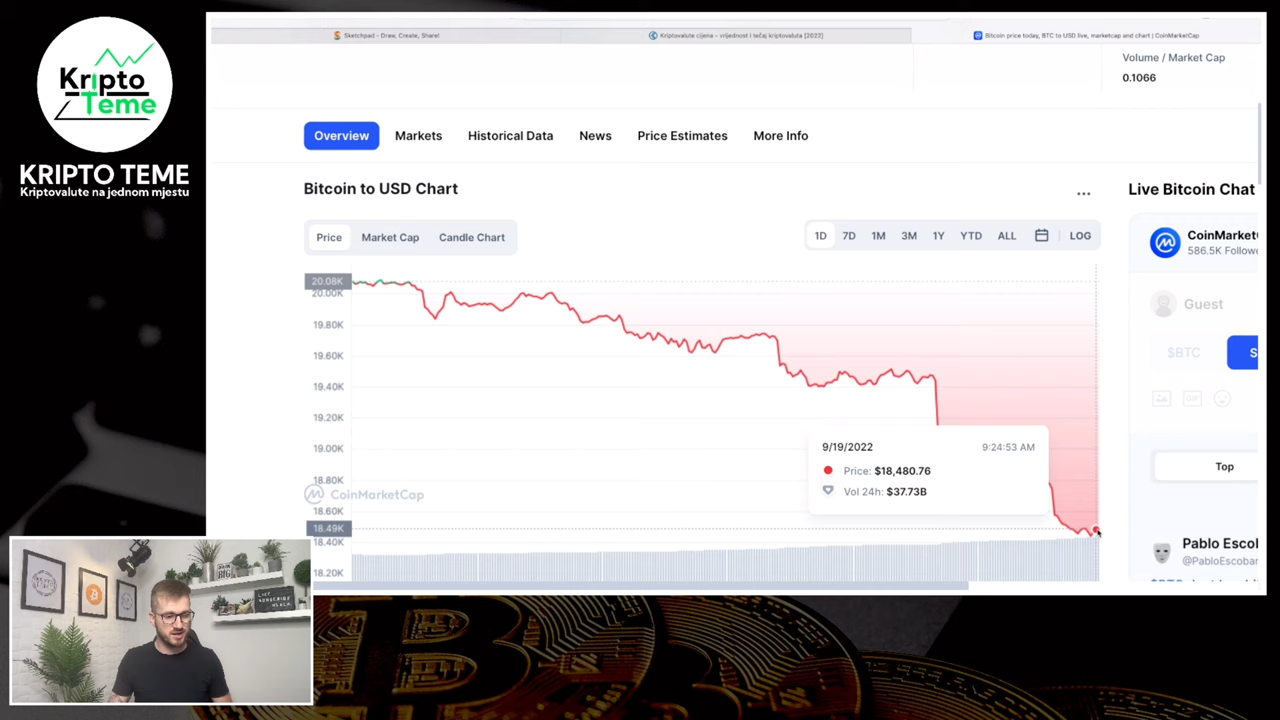 Kripto
Teme
KRIPTO TEME
Kriptovalute na jednom mjestu
Sketchpad - Draw, Create, Share!
Kriptovalute cijena - vrijednost i tečaj kriptovaluta [2022]
Bitcoin price today, BTC to USD live, marketcap and chart | CoinMarketCap
Volume / Market Cap
0.1066
Overview
Markets
Historical Data
News
Price Estimates
More Info
Bitcoin to USD Chart
...
Live Bitcoin Chat
Price
Market Cap
Candle Chart
1D
7D
1M
3M
1Y
YTD
ALL
LOG
CoinMarketC
586.5K Followe
Guest
$BTC
S
GIF
Top
Pablo Escol
@PabloEscobar
20.08K
20.00K
19.80K
19.60K
19.40K
19.20K
19.00K
18.80K
18.60K
18.49K
18.40K
18.20K
CoinMarketCap
9/19/2022
9:24:53 AM
Price: $18,480.76
Vol 24h: $37.73B